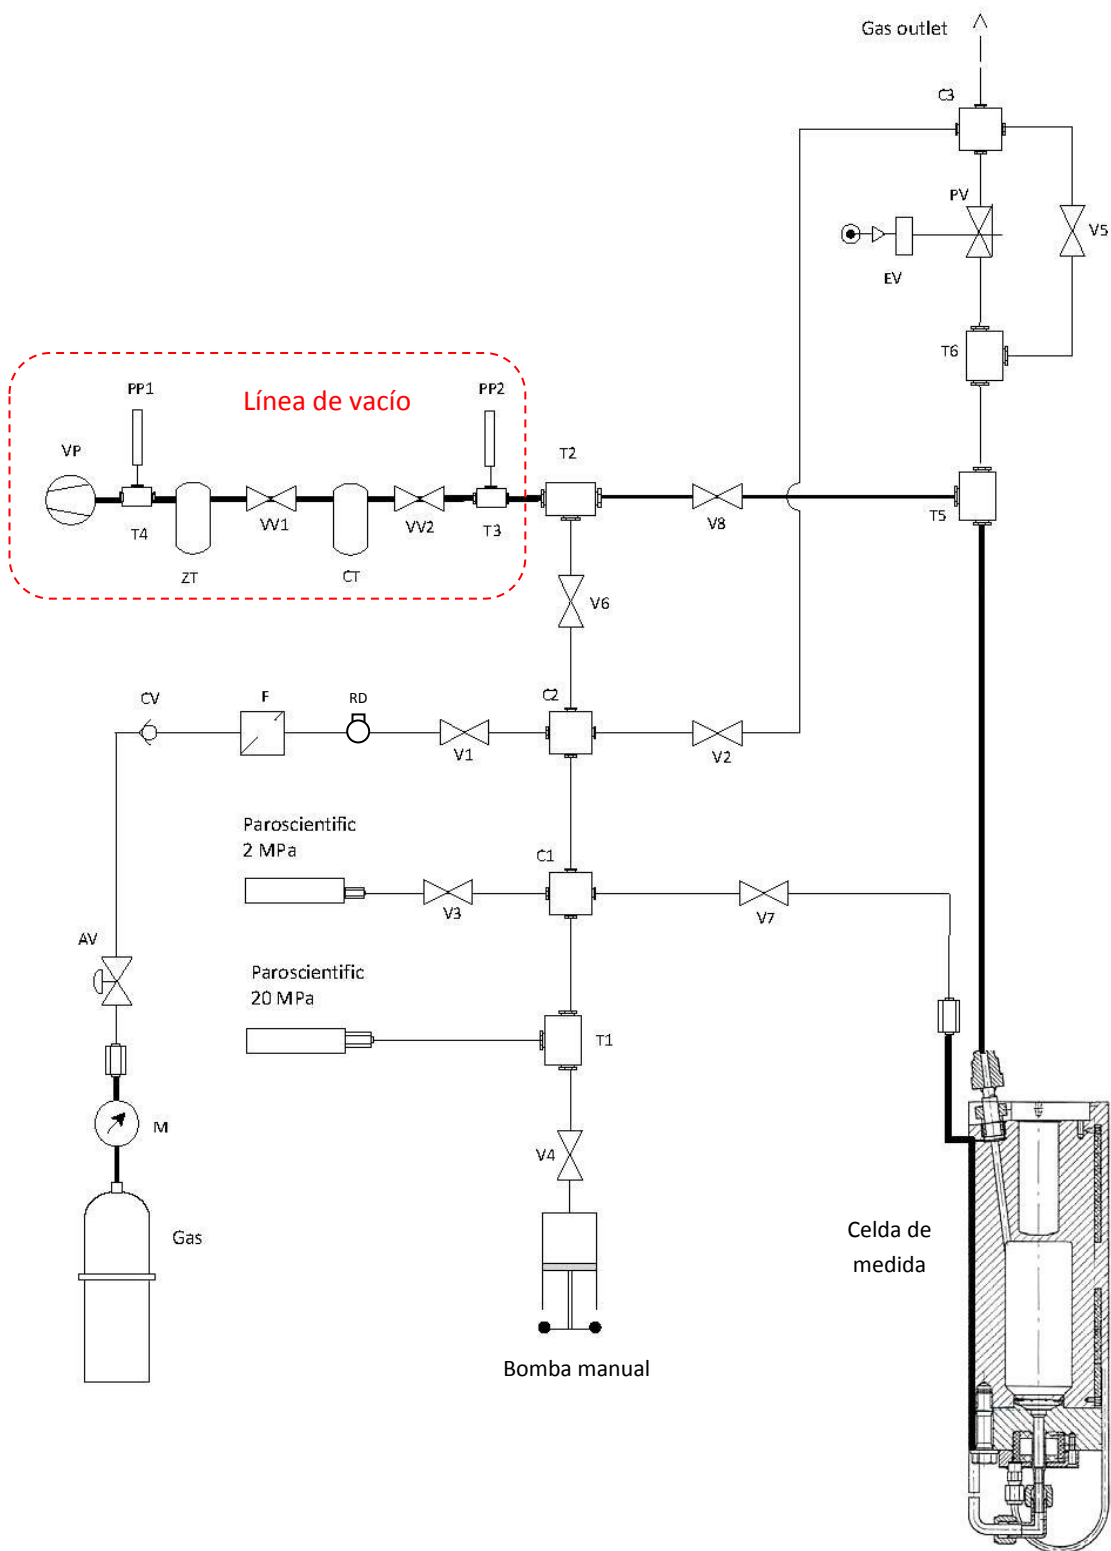 Gas outlet
C3
PV
V5
EV
T6
PP1
PP2
Línea de vacío
VP
T2
T4
VV1
VV2
T3
V8
T5
ZT
CT
V6
CV
F
RD
C2
V1
V2
Paroscientific
2 MPa
C1
V3
V7
AV
Paroscientific
20 MPa
T1
M
V4
Gas
Celda de
medida
Bomba manual